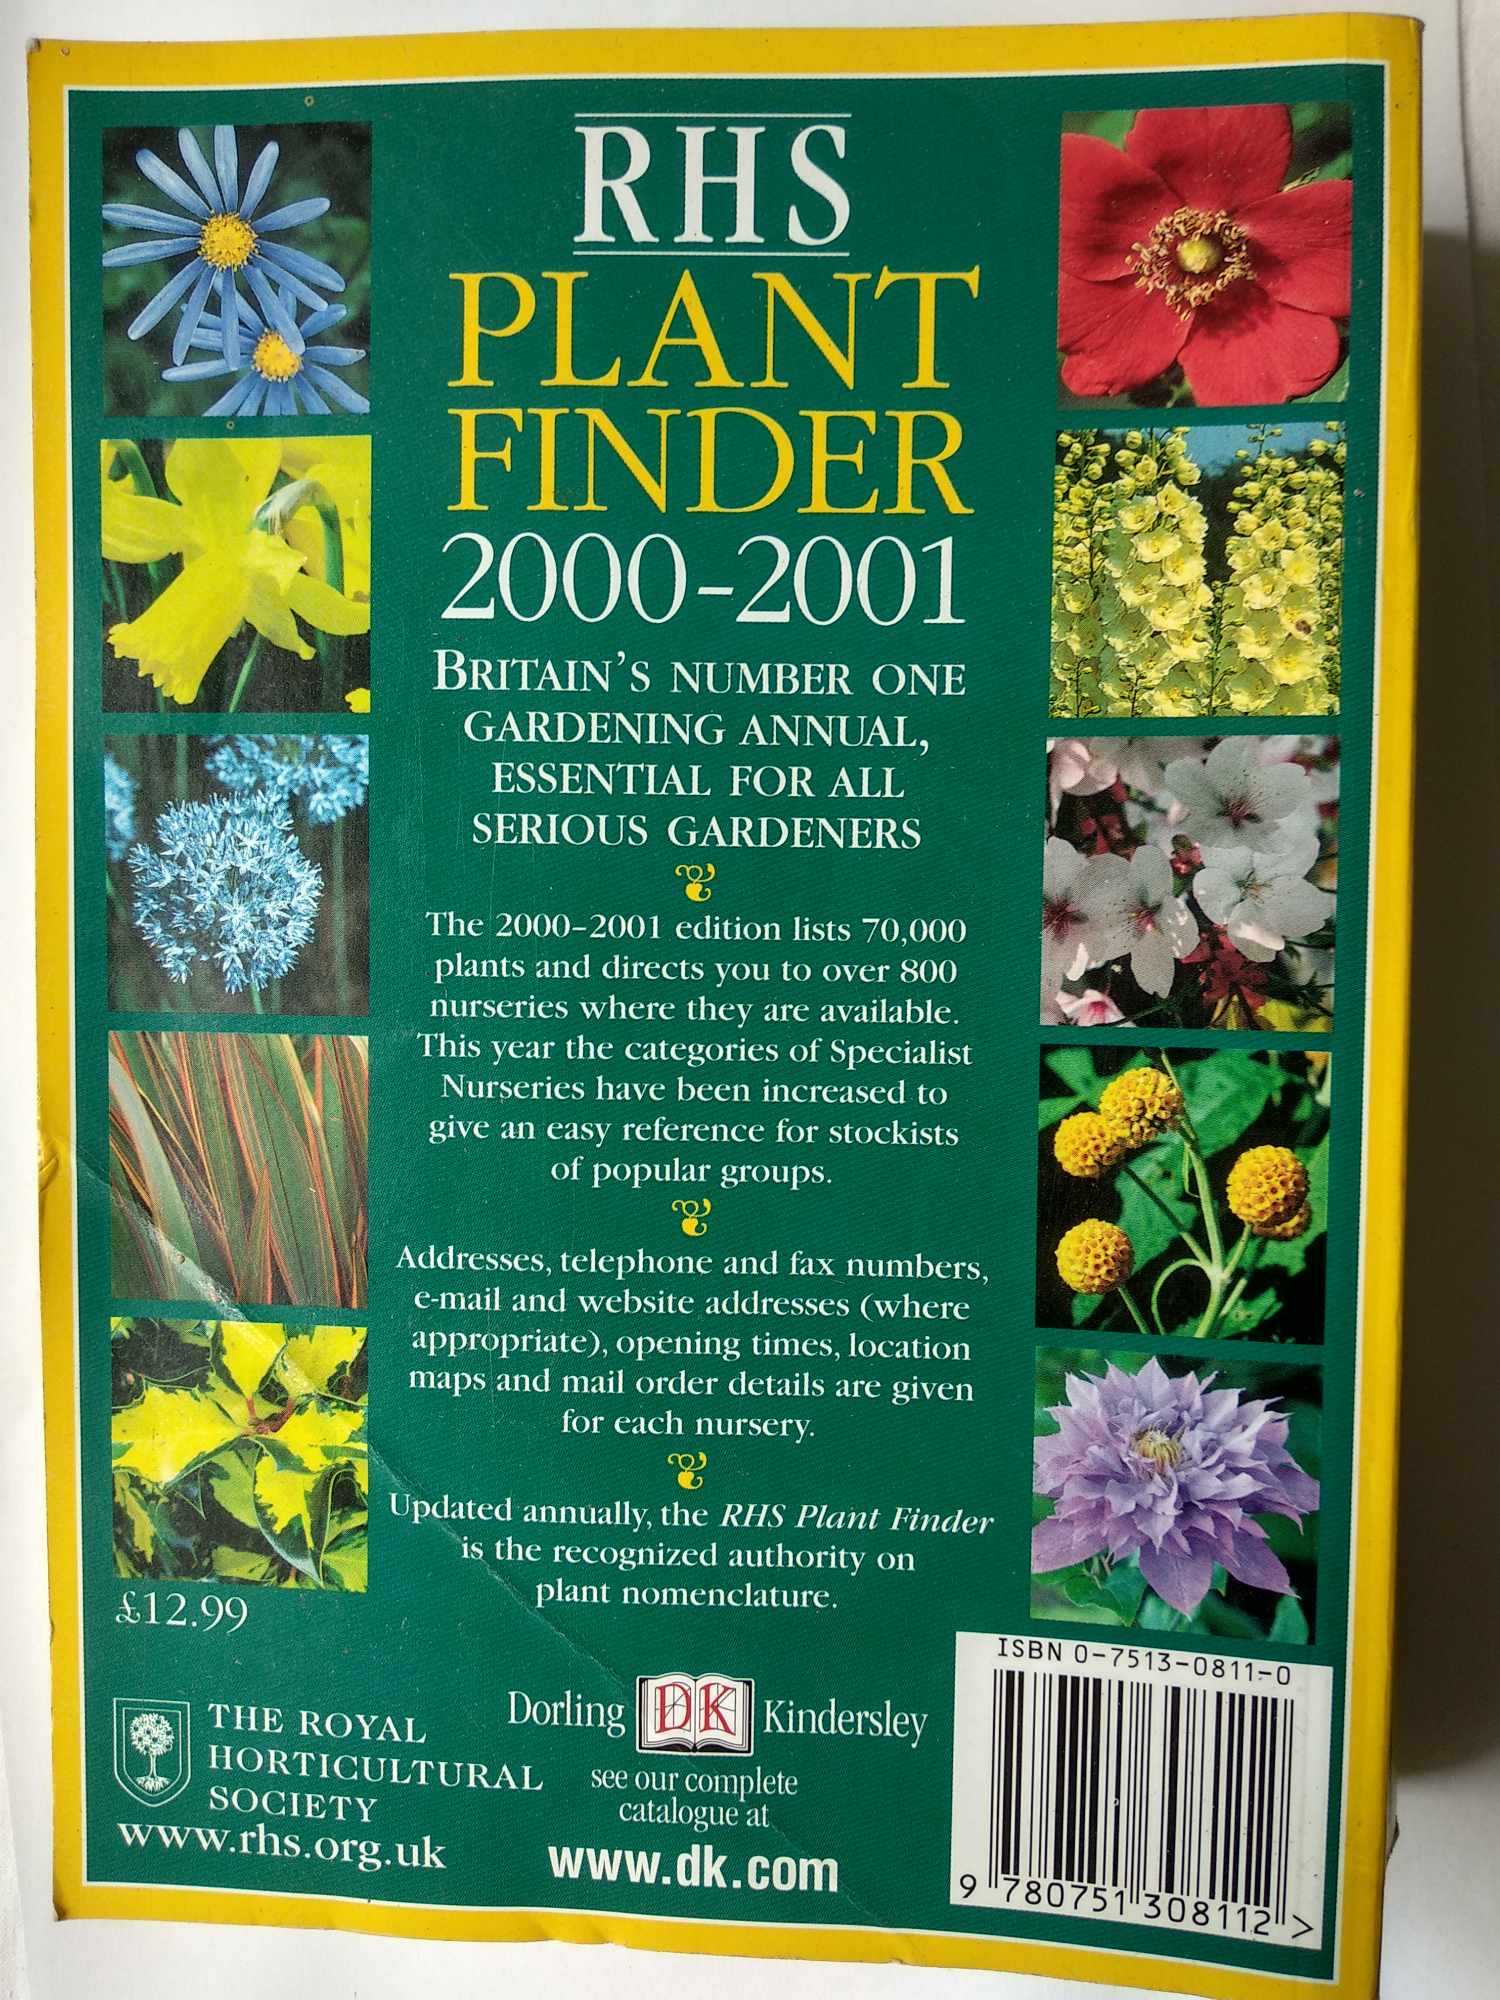 RHS
PLANT
FINDER
2000-2001
BRITAIN'S NUMBER ONE
GARDENING ANNUAL,
ESSENTIAL FOR ALL
SERIOUS GARDENERS
The 2000-2001 edition lists 70,000
plants and directs you to over 800
nurseries where they are available.
This year the categories of Specialist
Nurseries have been increased to
give an easy reference for stockists
of popular groups.
Addresses, telephone and fax numbers,
e-mail and website addresses (where
appropriate), opening times, location
maps and mail order details are given
for each nursery.
Updated annually, the RHS Plant Finder
is the recognized authority on
plant nomenclature.
£12.99
THE ROYAL
HORTICULTURAL
SOCIETY
www.rhs.org.uk
Dorling DK Kindersley
see our complete
catalogue at
www.dk.com
ISBN 0-7513-0811-0
9 780751 308112 >